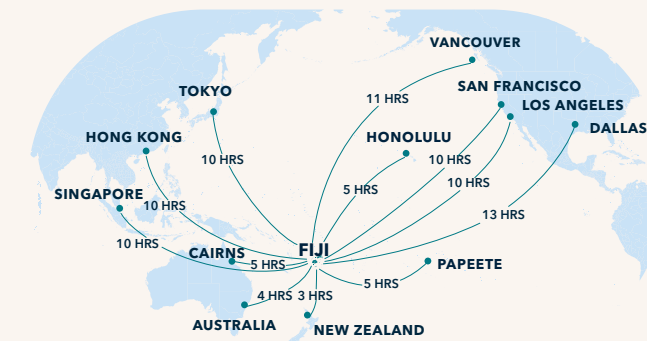 VANCOUVER
SAN FRANCISCO
TOKYO
11 HRS
LOS ANGELES
DALLAS
HONG KONG
HONOLULU
10 HRS
10 HRS
5 HRS
10 HRS
SINGAPORE
10 HRS
13 HRS
10 HRS
FIJI
CAIRNS
5 HRS
PAPEETE
5 HRS
4 HRS
3 HRS
AUSTRALIA
NEW ZEALAND